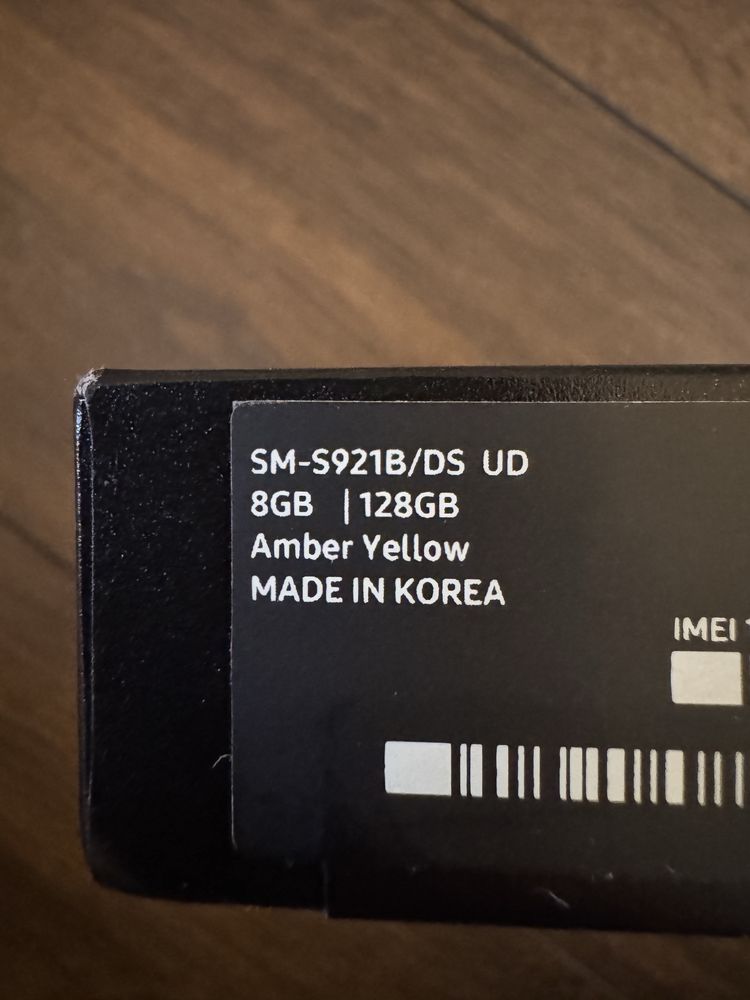 SM-S921B/DS UD
8GB | 128GB
Amber Yellow
MADE IN KOREA
IMEI